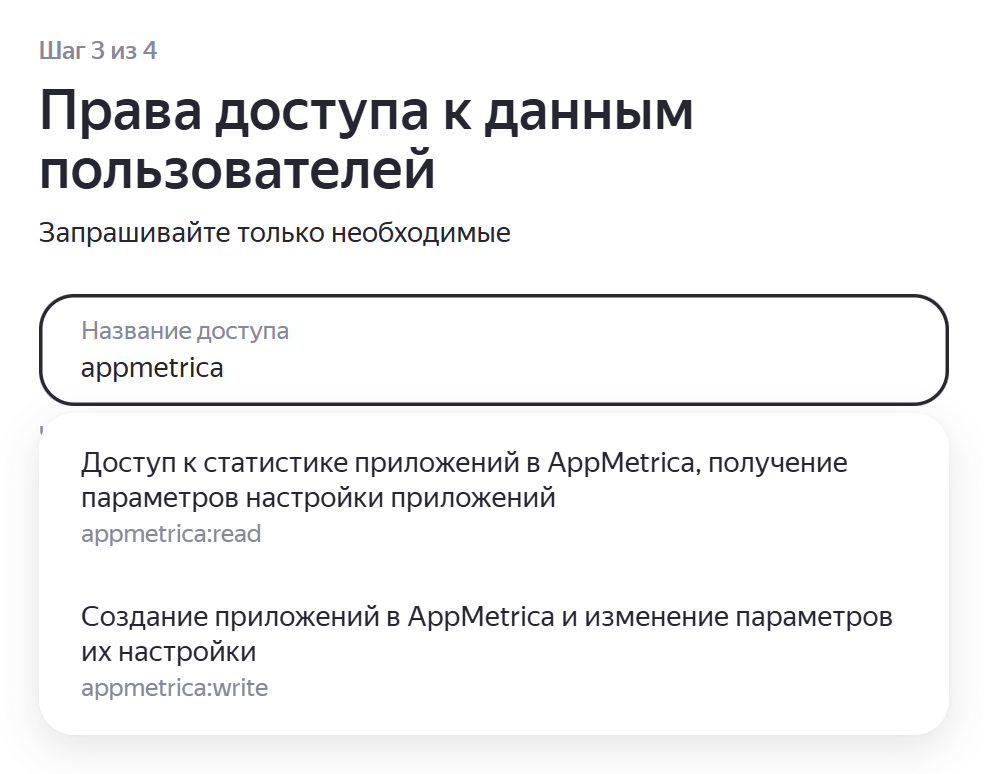 Шаг 3 из 4
Права доступа к данным
пользователей
Запрашивайте только необходимые
Название доступа
appmetrica
Доступ к статистике приложений в AppMetrica, получение
параметров настройки приложений
appmetrica:read
Создание приложений в AppMetrica и изменение параметров
их настройки
appmetrica:write